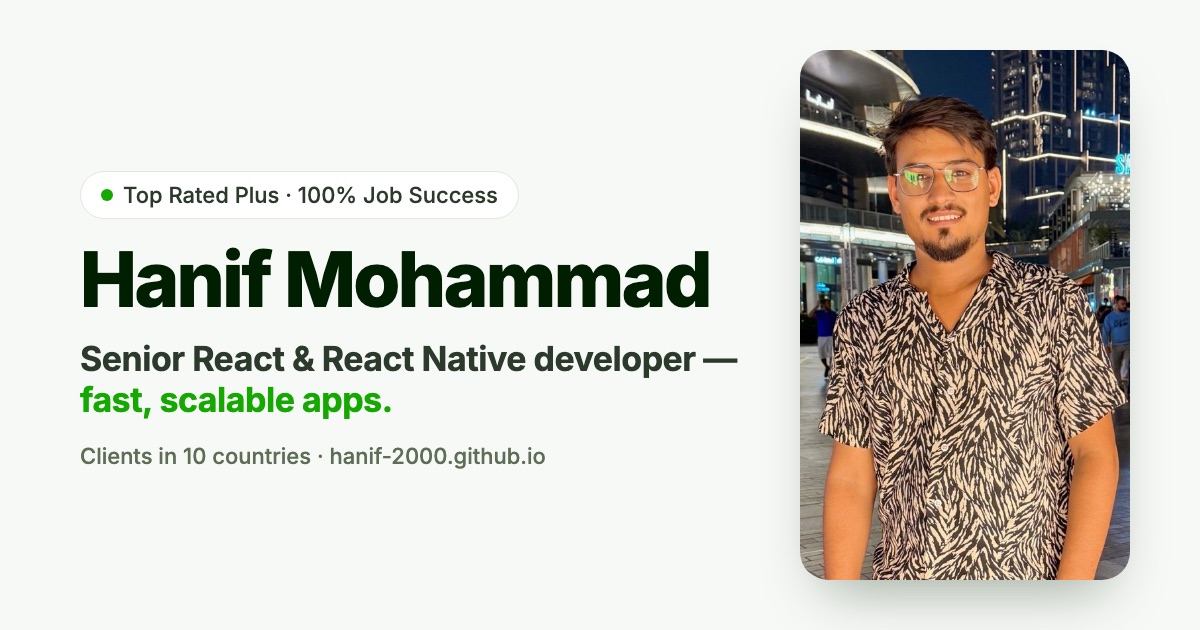 Top Rated Plus · 100% Job Success
Hanif Mohammad
Senior React & React Native developer —
fast, scalable apps.
Clients in 10 countries · hanif-2000.github.io